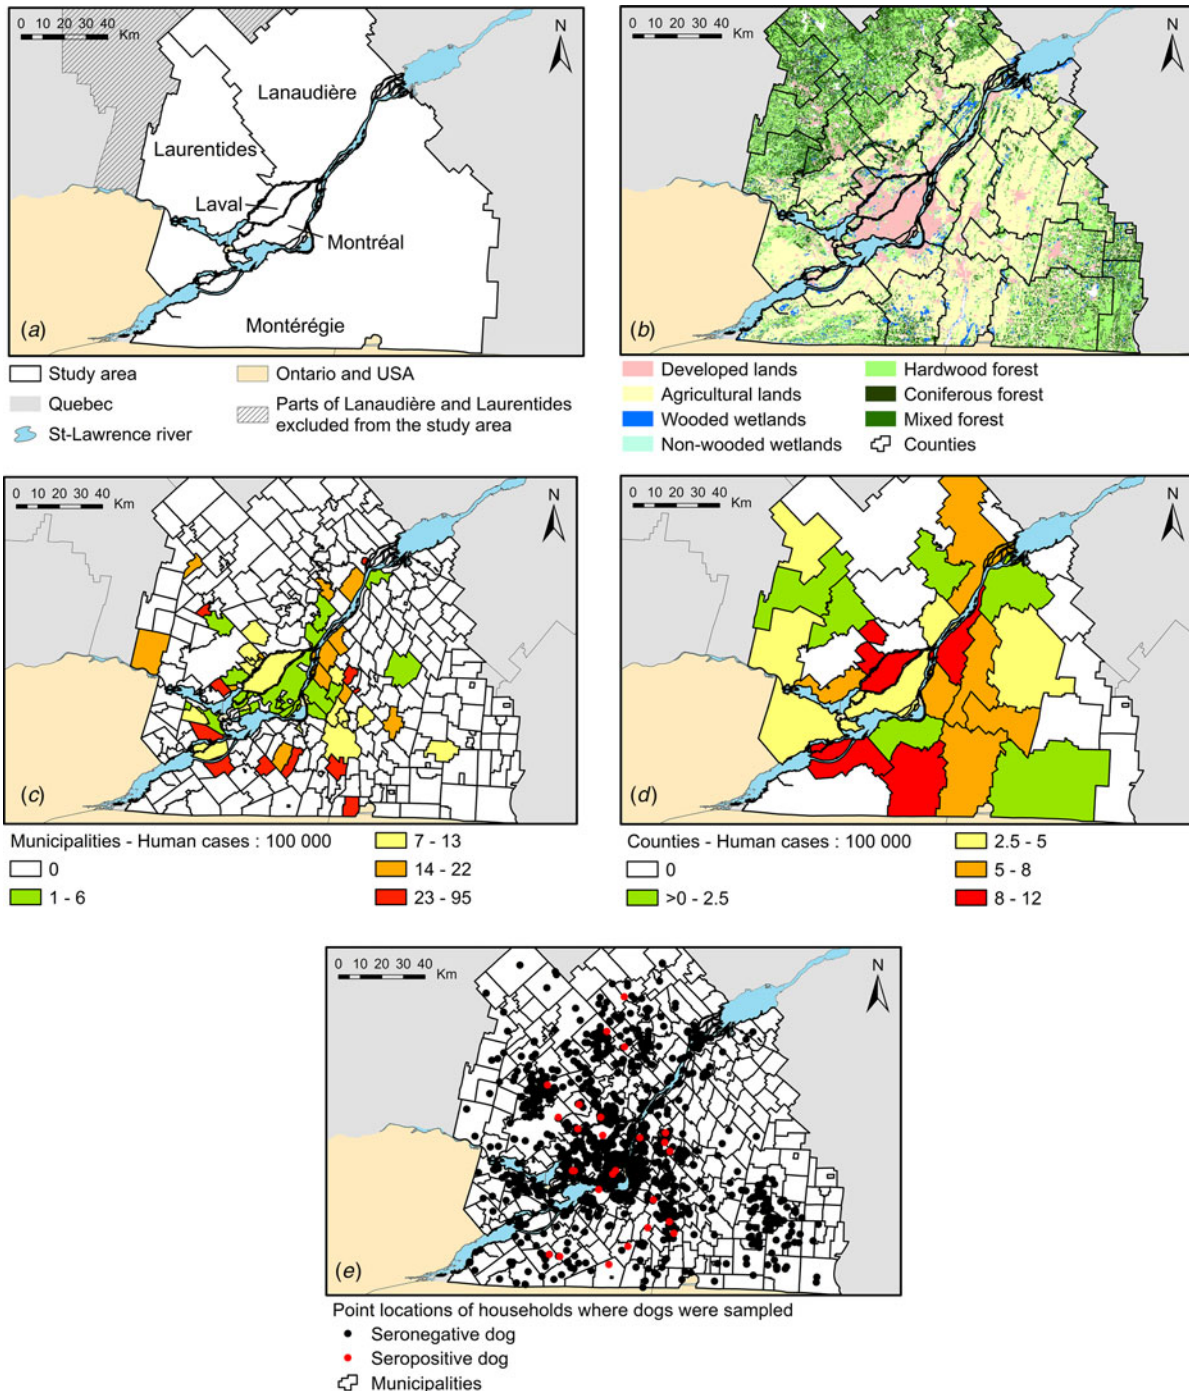 0 10 20 30 40
Km
N
Lanaudière
Laurentides
Laval
Montréal
Montérégie
(a)
Study area
Ontario and USA
Quebec
Parts of Lanaudière and Laurentides
excluded from the study area
St-Lawrence river
0 10 20 30 40
Km
N
(b)
Developed lands
Hardwood forest
Agricultural lands
Coniferous forest
Wooded wetlands
Mixed forest
Non-wooded wetlands
Counties
0 10 20 30 40
Km
N
(c)
Municipalities - Human cases : 100 000
0
1 - 6
7 - 13
14 - 22
23 - 95
0 10 20 30 40
Km
N
(d)
Counties - Human cases : 100 000
0
>0 - 2.5
2.5 - 5
5 - 8
8 - 12
0 10 20 30 40
Km
N
(e)
Point locations of households where dogs were sampled
Seronegative dog
Seropositive dog
Municipalities